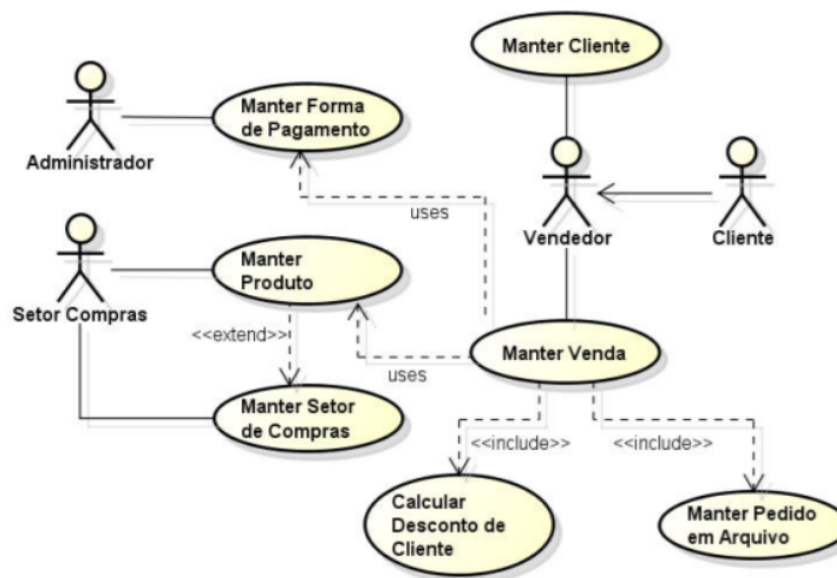 Manter Cliente
Manter Forma
de Pagamento
Administrador
uses
Vendedor
Cliente
Manter
Produto
Setor Compras
<<extend>>
uses
Manter Venda
Manter Setor
de Compras
<<include>>
<<include>>
Calcular
Desconto de
Cliente
Manter Pedido
em Arquivo